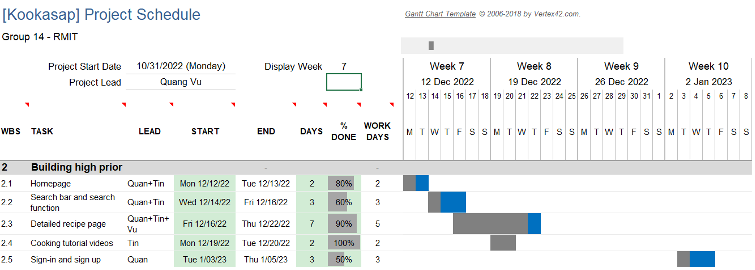 [Kookasap] Project Schedule
Gantt Chart Template © 2006-2018 by Vertex42.com.
Group 14 - RMIT
Project Start Date 10/31/2022 (Monday) Display Week 7 Week 7 Week 8 Week 9 Week 10
Project Lead Quang Vu 12 Dec 2022 19 Dec 2022 26 Dec 2022 2 Jan 2023
12 13 14 15 16 17 18 19 20 21 22 23 24 25 26 27 28 29 30 31 1 2 3 4 5 6 7 8
WBS TASK LEAD START END DAYS % DONE WORK DAYS M T W T F S S M T W T F S S M T W T F S S M T W T F S S
2 Building high prior - -
2.1 Homepage Quan+Tin Mon 12/12/22 Tue 12/13/22 2 80% 2
2.2 Search bar and search function Quan+Tin Wed 12/14/22 Fri 12/16/22 3 60% 3
2.3 Detailed recipe page Quan+Tin+Vu Fri 12/16/22 Thu 12/22/22 7 90% 5
2.4 Cooking tutorial videos Tin Mon 12/19/22 Tue 12/20/22 2 100% 2
2.5 Sign-in and sign up Quan Tue 1/03/23 Thu 1/05/23 3 50% 3